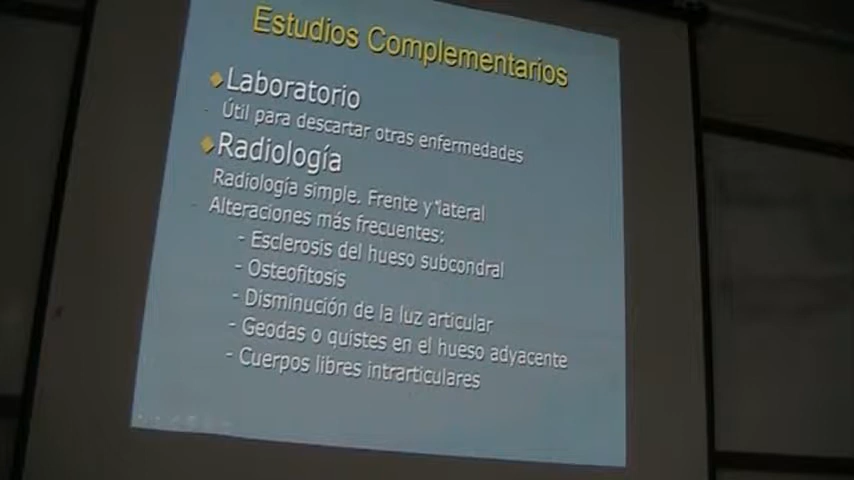 Estudios Complementarios
Laboratorio
- Útil para descartar otras enfermedades
Radiología
Radiología simple. Frente y lateral
- Alteraciones más frecuentes:
- Esclerosis del hueso subcondral
- Osteofitosis
- Disminución de la luz articular
- Geodas o quistes en el hueso adyacente
- Cuerpos libres intrarticulares